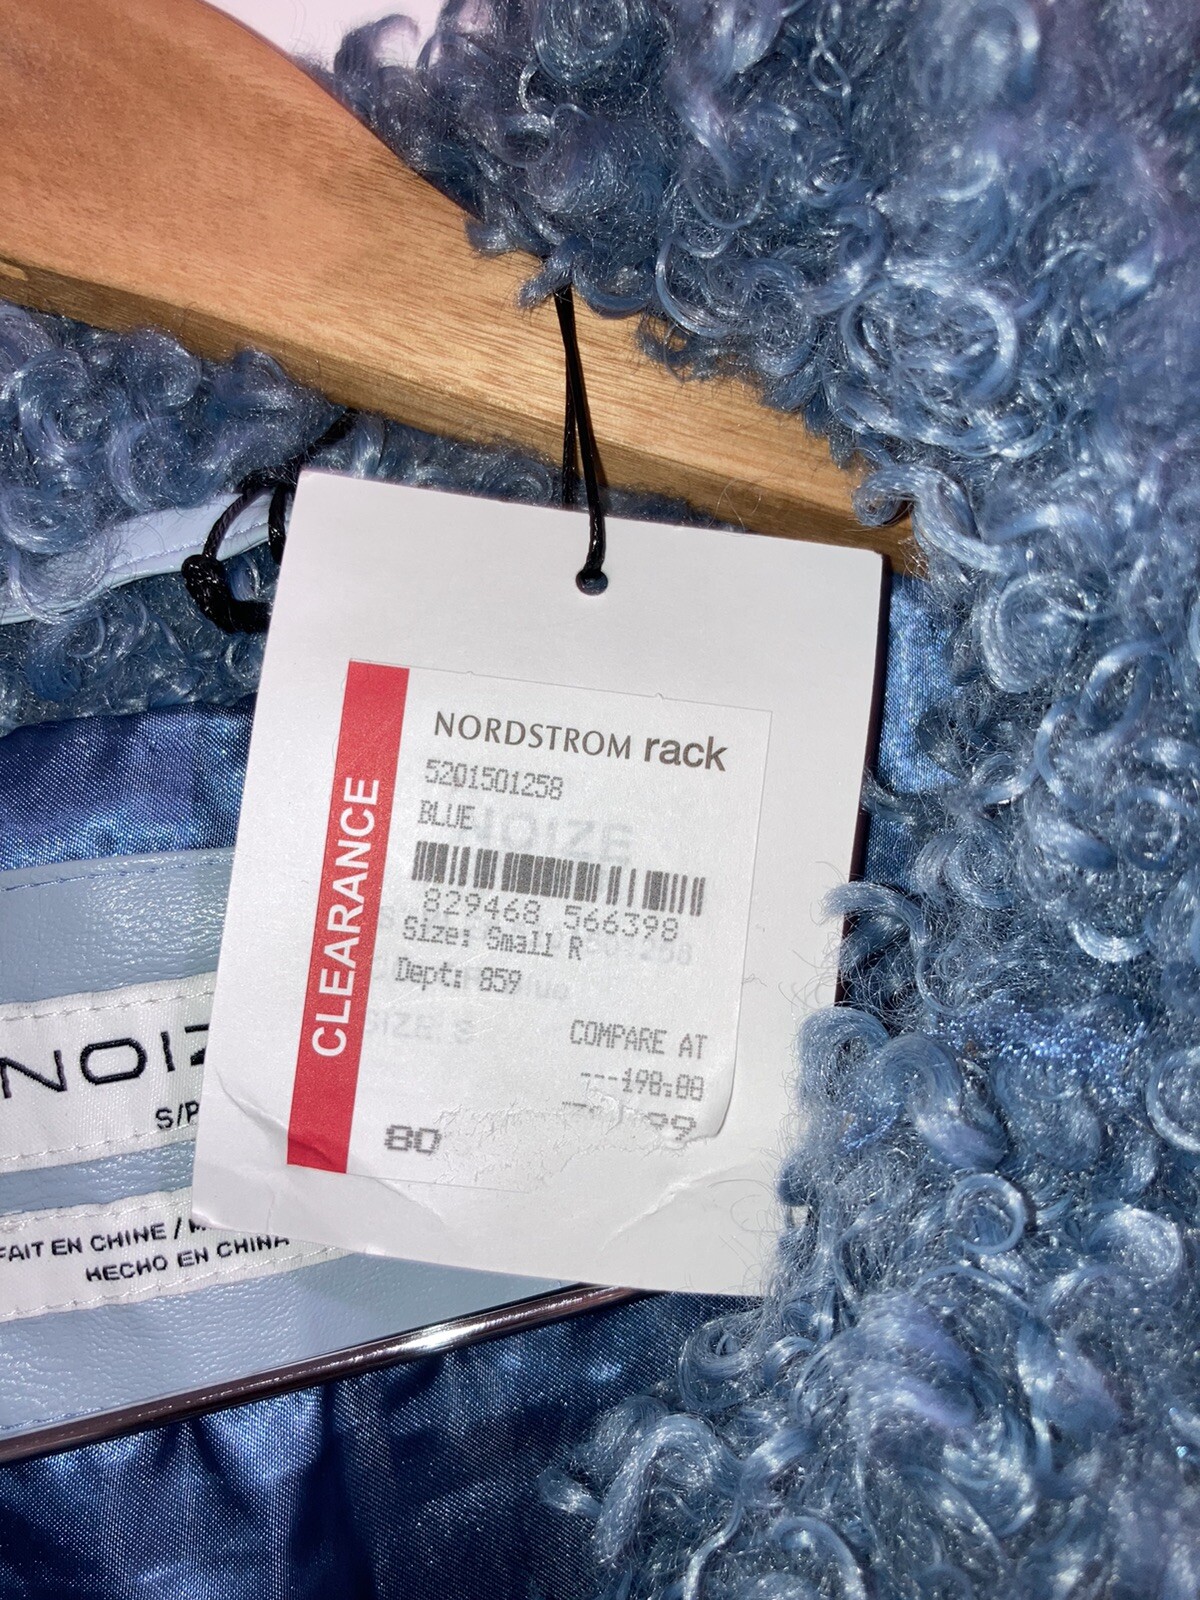 NORDSTROM rack
5201501258
BLUE
829468 566398
Size: Small R
Dept: 859
COMPARE AT
198.00
99
80
CLEARANCE
NOIZ
S/P
FAIT EN CHINE /
HECHO EN CHINA